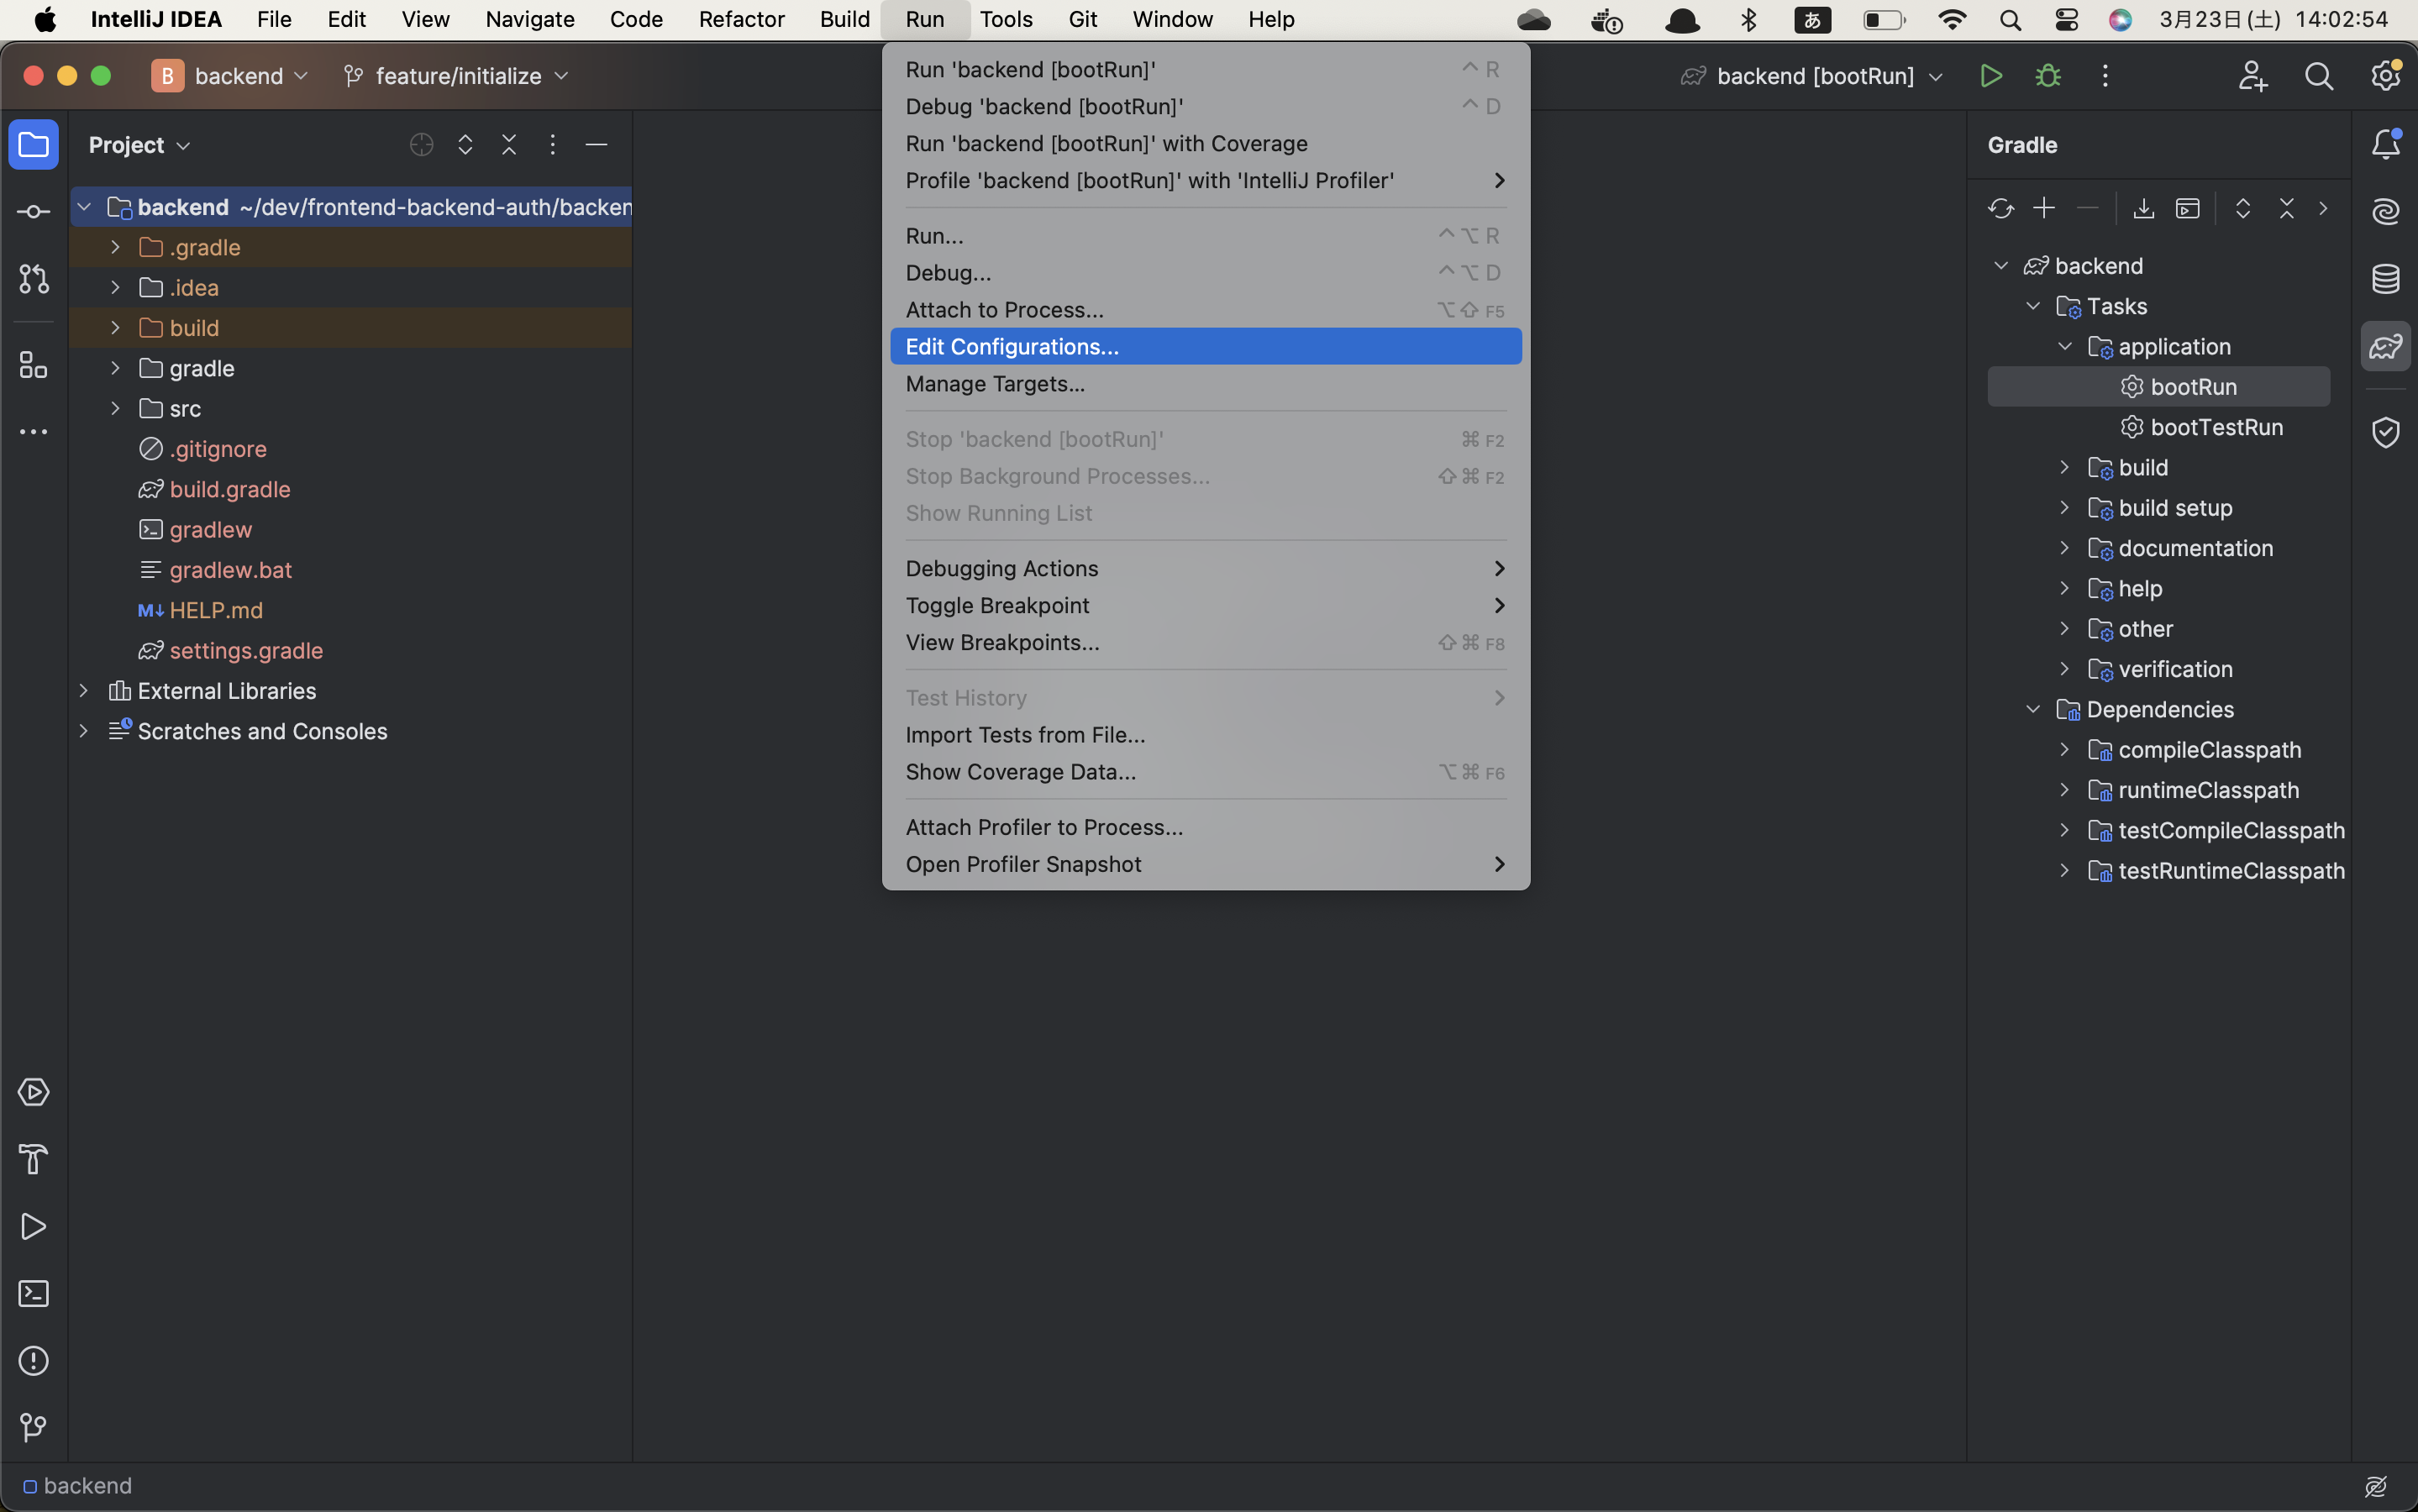 IntelliJ IDEA File Edit View Navigate Code Refactor Build Run Tools Git Window Help あ 3月23日(土) 14:02:54
B backend feature/initialize backend [bootRun]
Project
backend ~/dev/frontend-backend-auth/backen
.gradle
.idea
build
gradle
src
.gitignore
build.gradle
gradlew
gradlew.bat
M↓ HELP.md
settings.gradle
External Libraries
Scratches and Consoles
Run 'backend [bootRun]' ⌃ R
Debug 'backend [bootRun]' ⌃ D
Run 'backend [bootRun]' with Coverage
Profile 'backend [bootRun]' with 'IntelliJ Profiler'
Run... ⌃⌥ R
Debug... ⌃⌥ D
Attach to Process... ⌥⇧ F5
Edit Configurations...
Manage Targets...
Stop 'backend [bootRun]' ⌘ F2
Stop Background Processes... ⇧⌘ F2
Show Running List
Debugging Actions
Toggle Breakpoint
View Breakpoints... ⇧⌘ F8
Test History
Import Tests from File...
Show Coverage Data... ⌥⌘ F6
Attach Profiler to Process...
Open Profiler Snapshot
Gradle
backend
Tasks
application
bootRun
bootTestRun
build
build setup
documentation
help
other
verification
Dependencies
compileClasspath
runtimeClasspath
testCompileClasspath
testRuntimeClasspath
backend